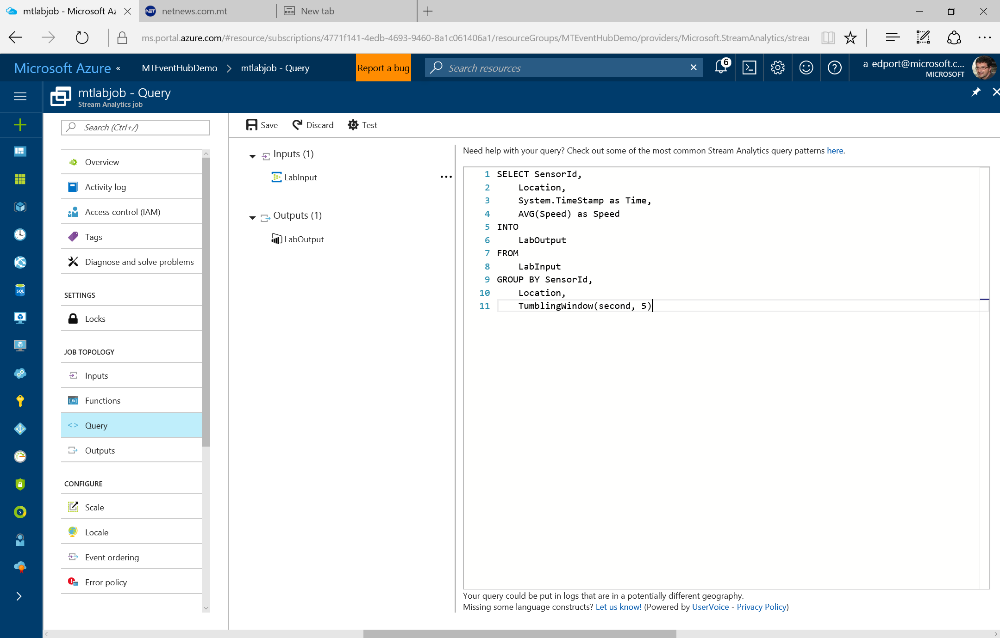 mtlabjob - Microsoft Az
netnews.com.mt
New tab
ms.portal.azure.com/#resource/subscriptions/4771f141-4edb-4693-9460-8a1c061406a1/resourceGroups/MTEventHubDemo/providers/Microsoft.StreamAnalytics/strear
Microsoft Azure «
MTEventHubDemo > mtlabjob - Query
Report a bug
Search resources
6
a-edport@microsoft.c...
MICROSOFT
mtlabjob - Query
Stream Analytics job
Search (Ctrl+/)
Overview
Activity log
Access control (IAM)
Tags
Diagnose and solve problems
SETTINGS
Locks
JOB TOPOLOGY
Inputs
Functions
<> Query
Outputs
CONFIGURE
Scale
Locale
Event ordering
Error policy
Save
Discard
Test
Inputs (1)
LabInput
...
Outputs (1)
LabOutput
Need help with your query? Check out some of the most common Stream Analytics query patterns here.
1 SELECT SensorId,
2 Location,
3 System.TimeStamp as Time,
4 AVG(Speed) as Speed
5 INTO
6 LabOutput
7 FROM
8 LabInput
9 GROUP BY SensorId,
10 Location,
11 TumblingWindow(second, 5)
Your query could be put in logs that are in a potentially different geography.
Missing some language constructs? Let us know! (Powered by UserVoice - Privacy Policy)
SQL
NET